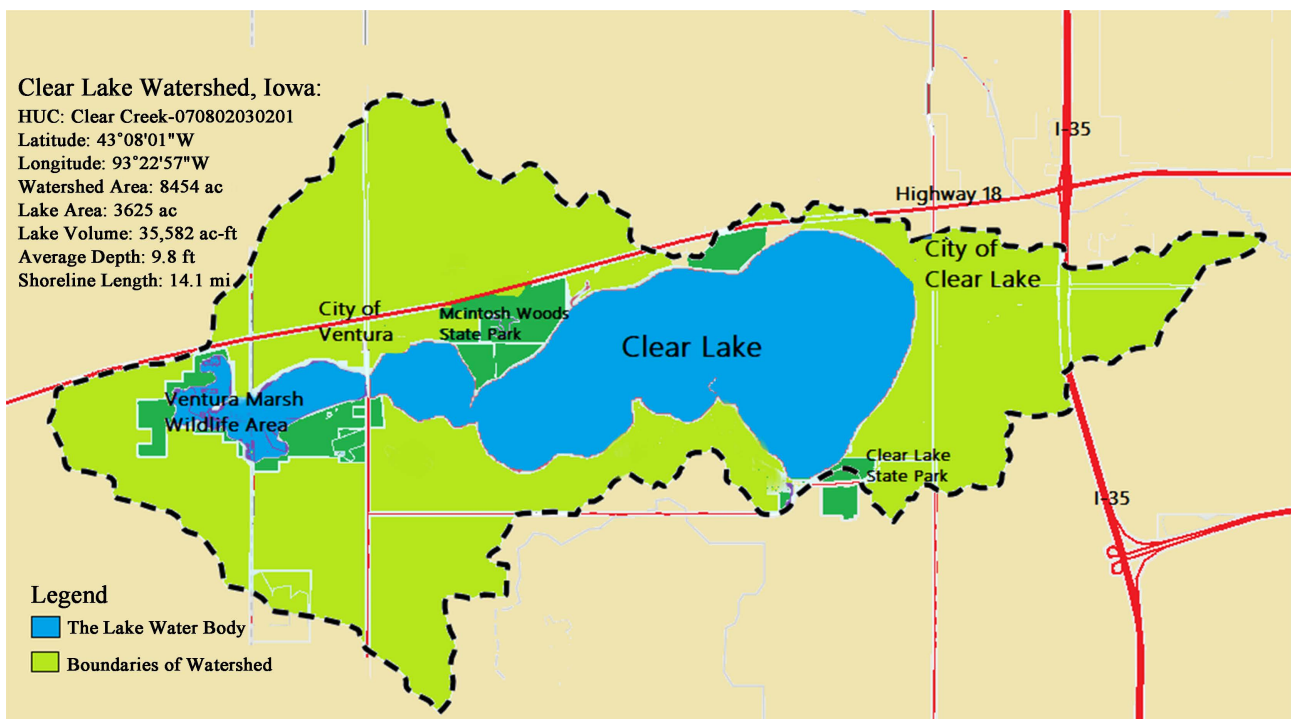 Clear Lake Watershed, Iowa:
HUC: Clear Creek-070802030201
Latitude: 43°08'01"W
Longitude: 93°22'57"W
Watershed Area: 8454 ac
Lake Area: 3625 ac
Lake Volume: 35,582 ac-ft
Average Depth: 9.8 ft
Shoreline Length: 14.1 mi
I-35
Highway 18
City of
Clear Lake
City of
Ventura
Mcintosh Woods
State Park
Clear Lake
Ventura Marsh
Wildlife Area
Clear Lake
State Park
I-35
Legend
The Lake Water Body
Boundaries of Watershed